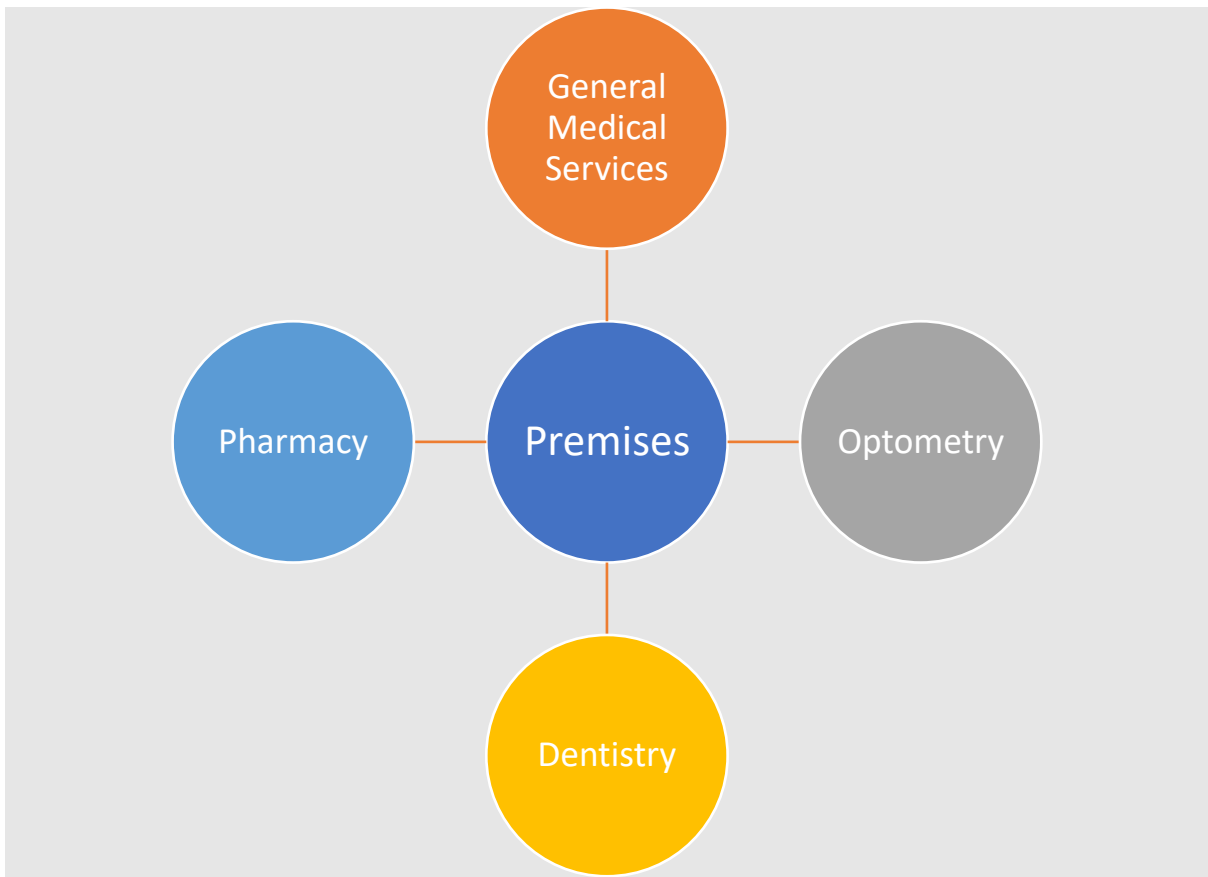 General
Medical
Services
Pharmacy
Premises
Optometry
Dentistry